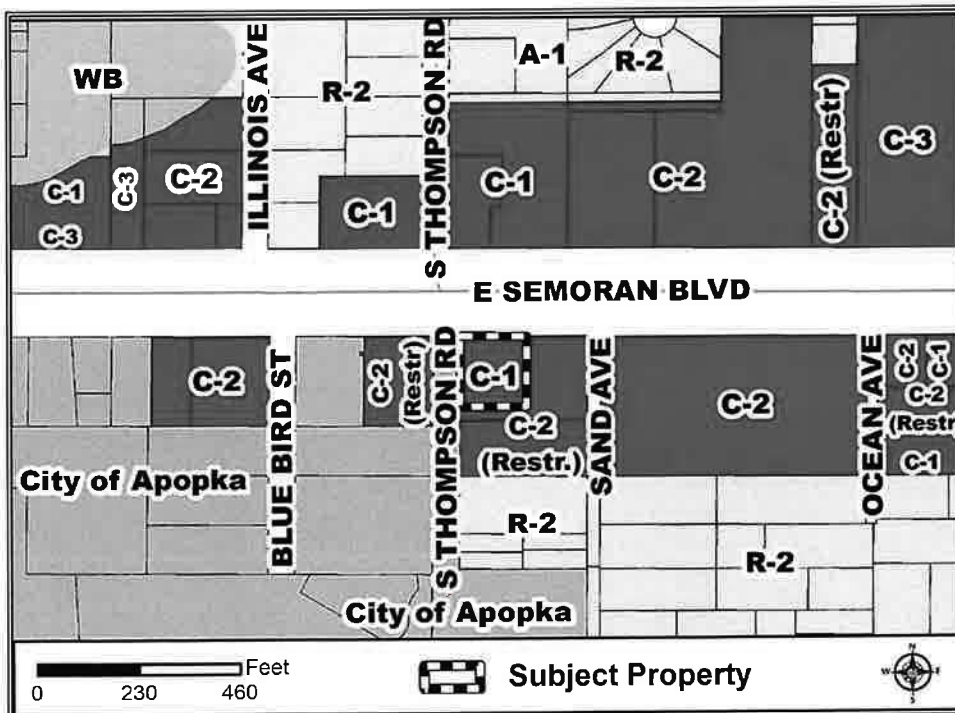 WB
ILLINOIS AVE
R-2
S THOMPSON RD
A-1
R-2
C-2 (Restr)
C-3
C-1
C-3
C-3
C-2
C-1
C-1
C-2
E SEMORAN BLVD
C-2
BLUE BIRD ST
C-2
(Restr)
S THOMPSON RD
C-1
C-2
(Restr.)
SAND AVE
C-2
OCEAN AVE
C-2
C-1
C-2
(Restr
C-1
City of Apopka
R-2
R-2
City of Apopka
Feet
0 230 460
Subject Property
N
W E
S